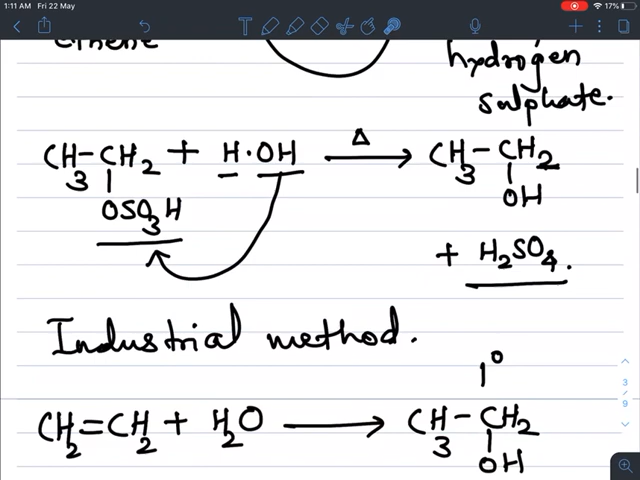 1:11 AM Fri 22 May 17%
ethene
hydrogen
sulphate.
CH3-CH2 + H·OH Δ→ CH3-CH2
OSO3H OH
+ H2SO4.
Industrial method.
1°
CH2=CH2 + H2O → CH3-CH2
OH
3
/
9